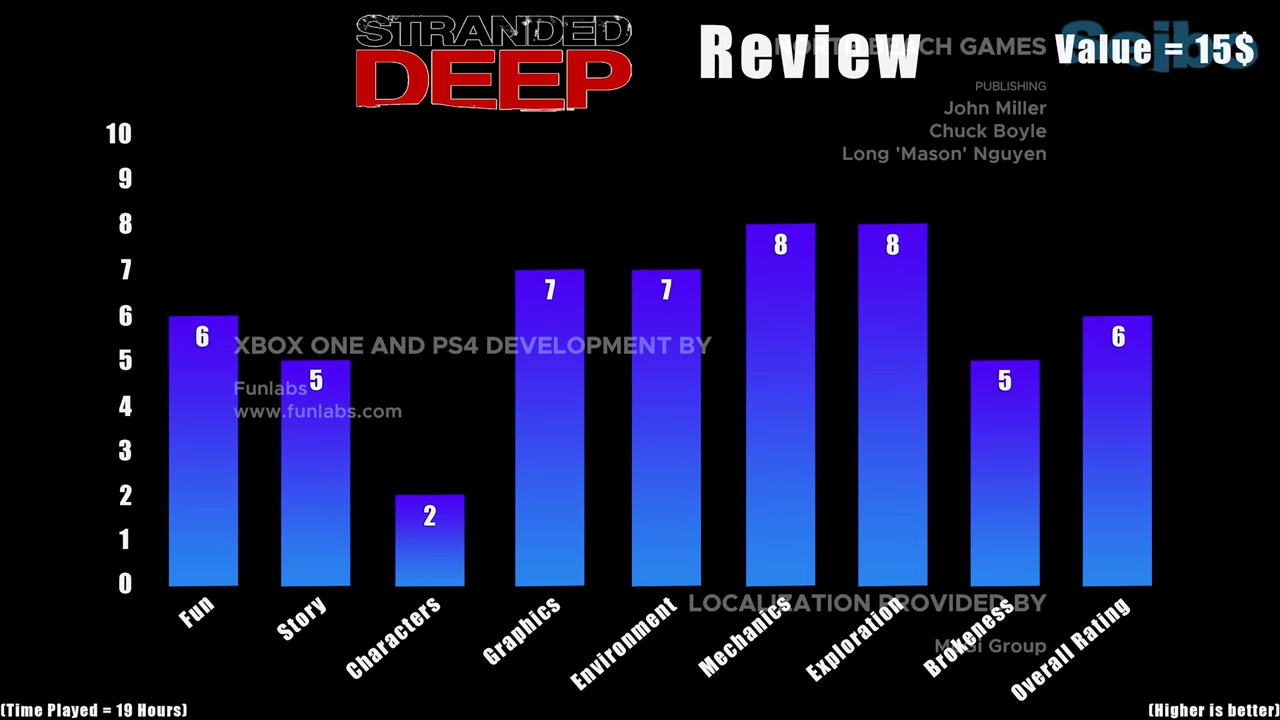 STRANDED
DEEP
Review
Value = 15$
BEACH GAMES
PUBLISHING
John Miller
Chuck Boyle
Long 'Mason' Nguyen
10
9
8
7
6
5
4
3
2
1
0
6
5
2
7
7
8
8
5
6
XBOX ONE AND PS4 DEVELOPMENT BY
Funlabs
www.funlabs.com
LOCALIZATION PROVIDED BY
Group
Fun
Story
Characters
Graphics
Environment
Mechanics
Exploration
Brokeness
Overall Rating
(Time Played = 19 Hours)
(Higher is better)